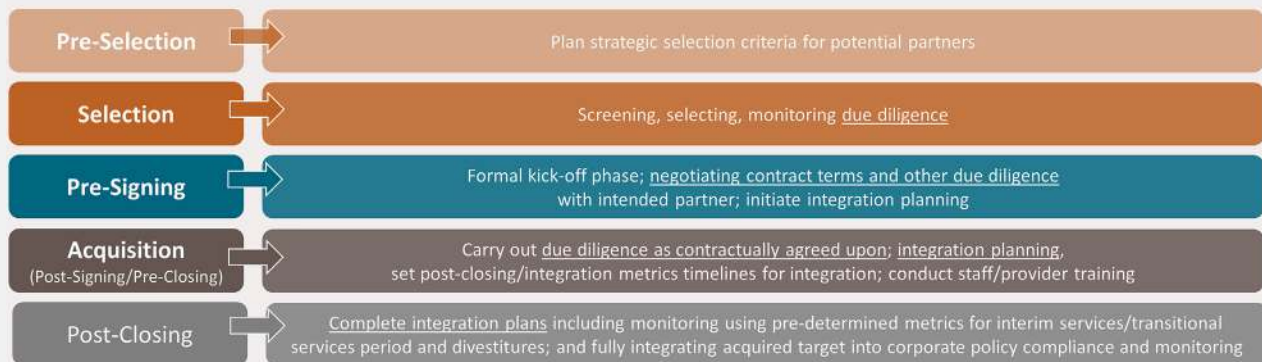 Pre-Selection
Plan strategic selection criteria for potential partners
Selection
Screening, selecting, monitoring due diligence
Pre-Signing
Formal kick-off phase; negotiating contract terms and other due diligence
with intended partner; initiate integration planning
Acquisition
(Post-Signing/Pre-Closing)
Carry out due diligence as contractually agreed upon; integration planning,
set post-closing/integration metrics timelines for integration; conduct staff/provider training
Post-Closing
Complete integration plans including monitoring using pre-determined metrics for interim services/transitional
services period and divestitures; and fully integrating acquired target into corporate policy compliance and monitoring